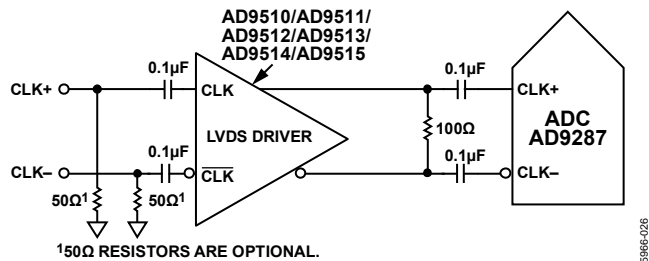 AD9510/AD9511/
AD9512/AD9513/
AD9514/AD9515
0.1µF
0.1µF
CLK+
CLK
CLK+
ADC
AD9287
LVDS DRIVER
100Ω
0.1µF
0.1µF
CLK–
CLK
CLK–
50Ω¹
50Ω¹
¹50Ω RESISTORS ARE OPTIONAL.
5966-026